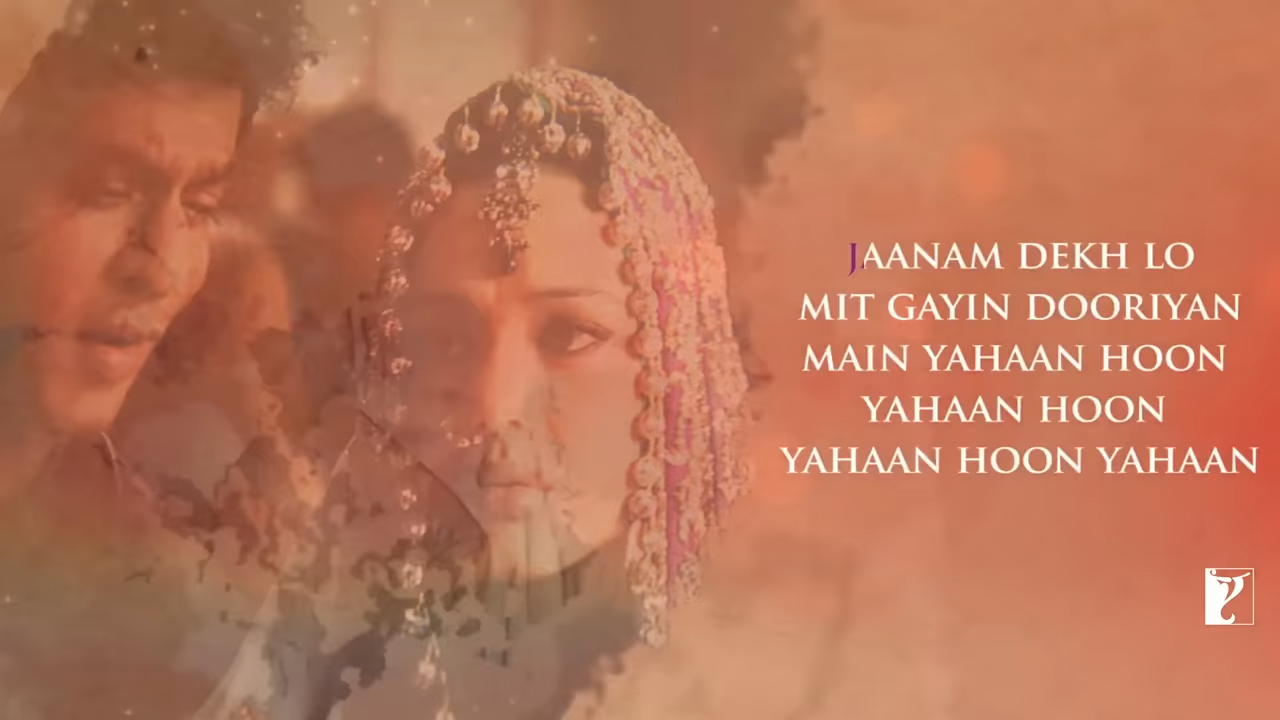 JAANAM DEKH LO
MIT GAYIN DOORIYAN
MAIN YAHAAN HOON
YAHAAN HOON
YAHAAN HOON YAHAAN